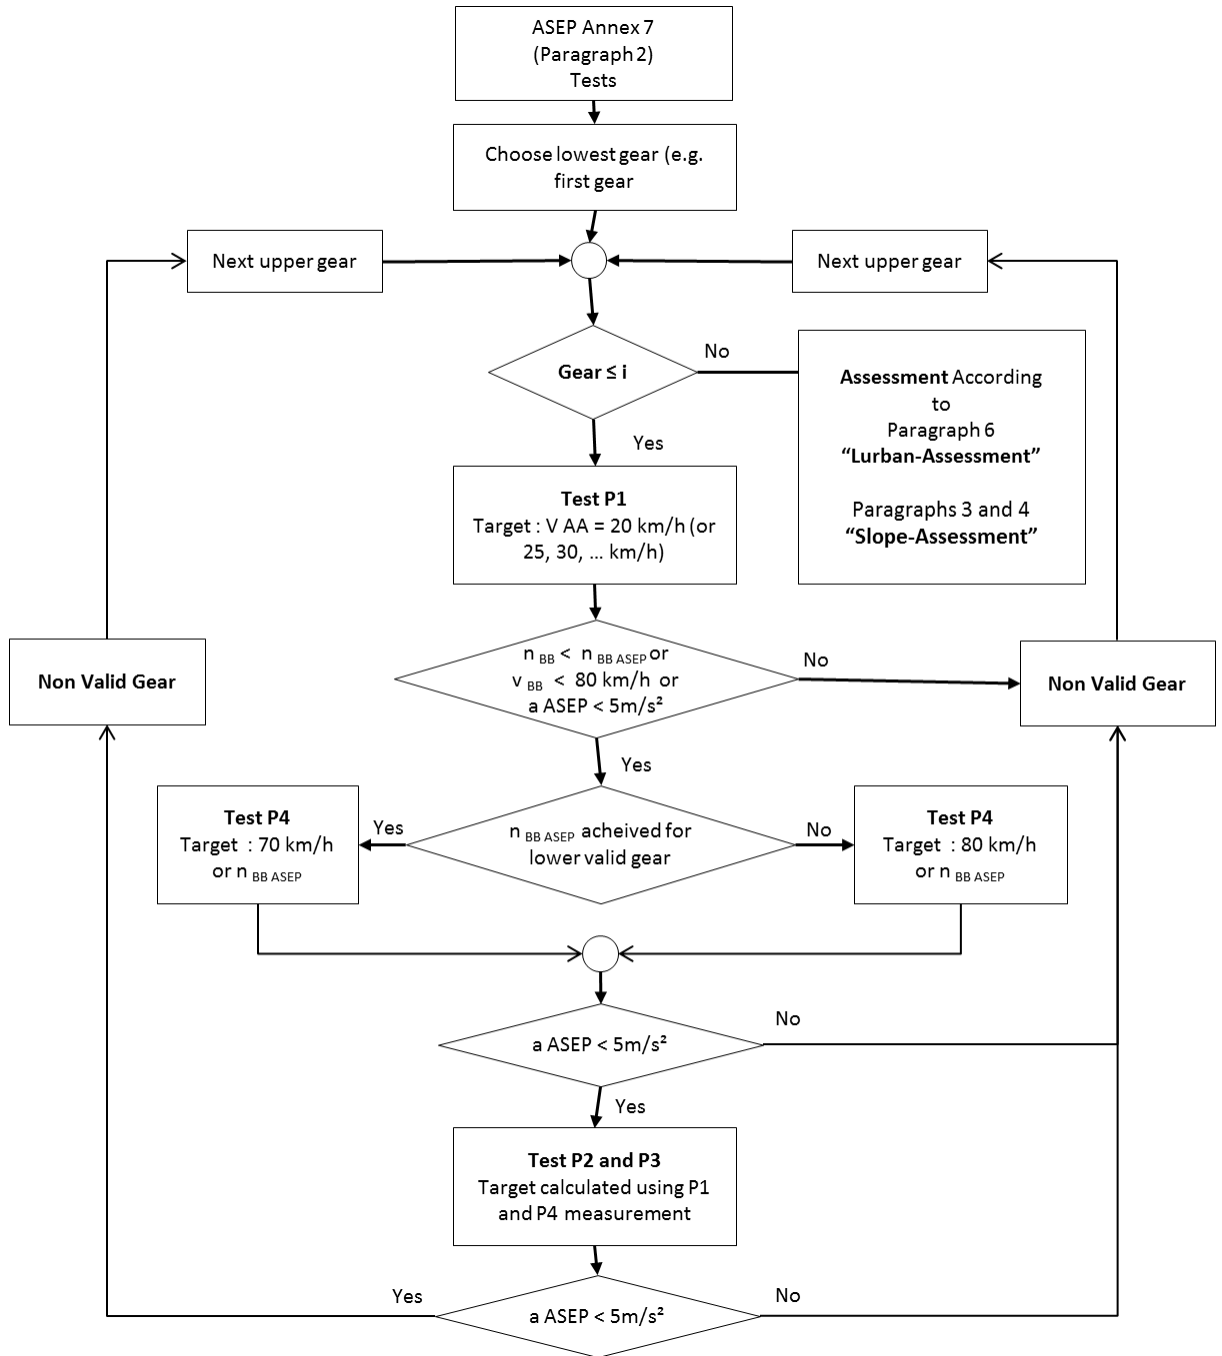 ASEP Annex 7
(Paragraph 2)
Tests
Choose lowest gear (e.g.
first gear
Next upper gear
Next upper gear
Gear ≤ i
No
Assessment According
to
Paragraph 6
“Lurban-Assessment”
Paragraphs 3 and 4
“Slope-Assessment”
Yes
Test P1
Target : V AA = 20 km/h (or
25, 30, ... km/h)
Non Valid Gear
n BB < n BB ASEP or
v BB < 80 km/h or
a ASEP < 5m/s²
No
Non Valid Gear
Yes
Test P4
Target : 70 km/h
or n BB ASEP
Yes
n BB ASEP acheived for
lower valid gear
No
Test P4
Target : 80 km/h
or n BB ASEP
a ASEP < 5m/s²
No
Yes
Test P2 and P3
Target calculated using P1
and P4 measurement
Yes
a ASEP < 5m/s²
No